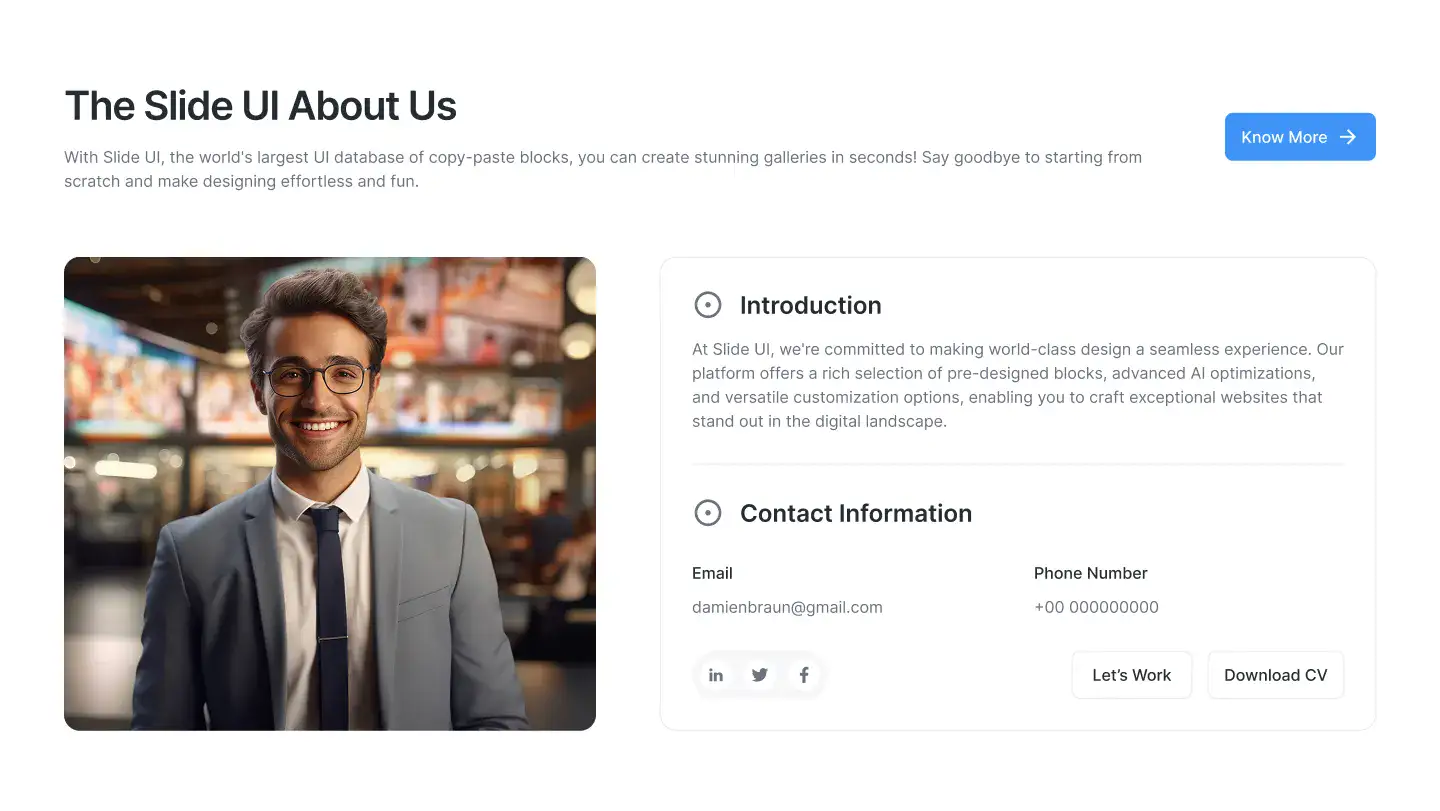 The Slide UI About Us
With Slide UI, the world's largest UI database of copy-paste blocks, you can create stunning galleries in seconds! Say goodbye to starting from
scratch and make designing effortless and fun.
Know More
Introduction
At Slide UI, we're committed to making world-class design a seamless experience. Our
platform offers a rich selection of pre-designed blocks, advanced AI optimizations,
and versatile customization options, enabling you to craft exceptional websites that
stand out in the digital landscape.
Contact Information
Email
damienbraun@gmail.com
Phone Number
+00 000000000
in
f
Let’s Work
Download CV